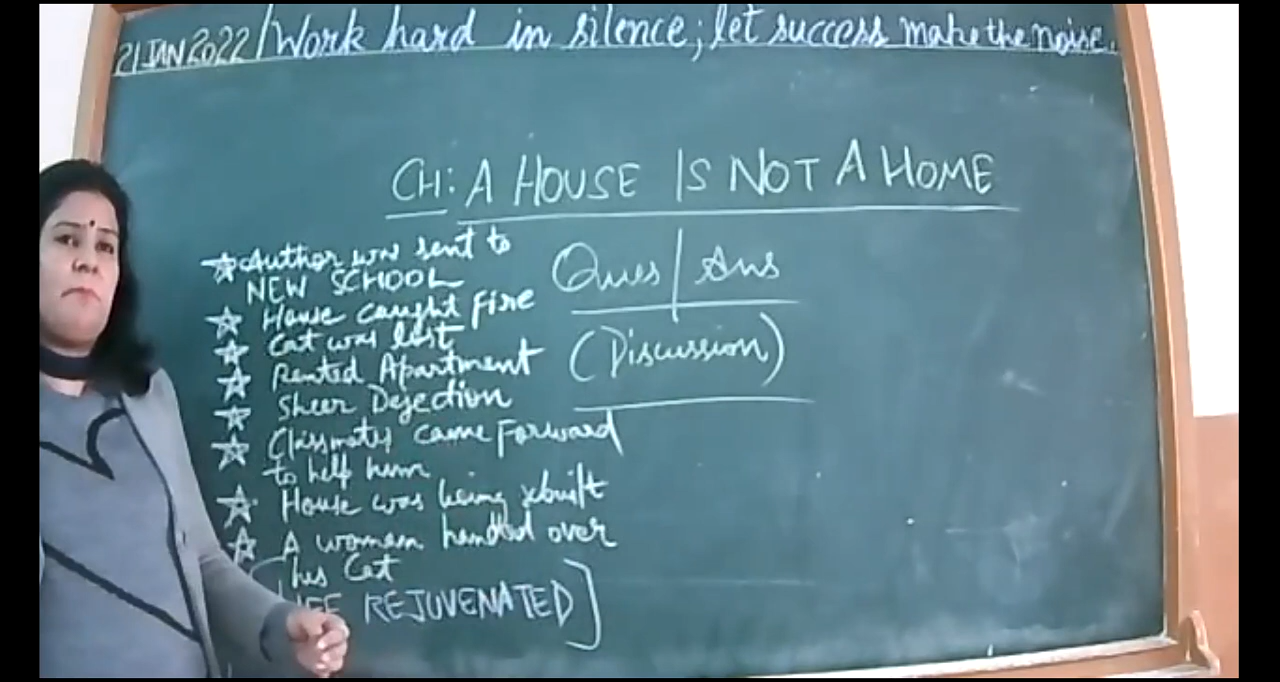 21 JAN 2022 / Work hard in silence; let success make the noise.
CH: A HOUSE IS NOT A HOME
Ques / Ans
(Discussion)
Author was sent to
NEW SCHOOL
House caught fire
Cat was lost
Rented Apartment
Sheer Dejection
Classmates came forward
to help him
House was being rebuilt
A woman handed over
his Cat
REJUVENATED]